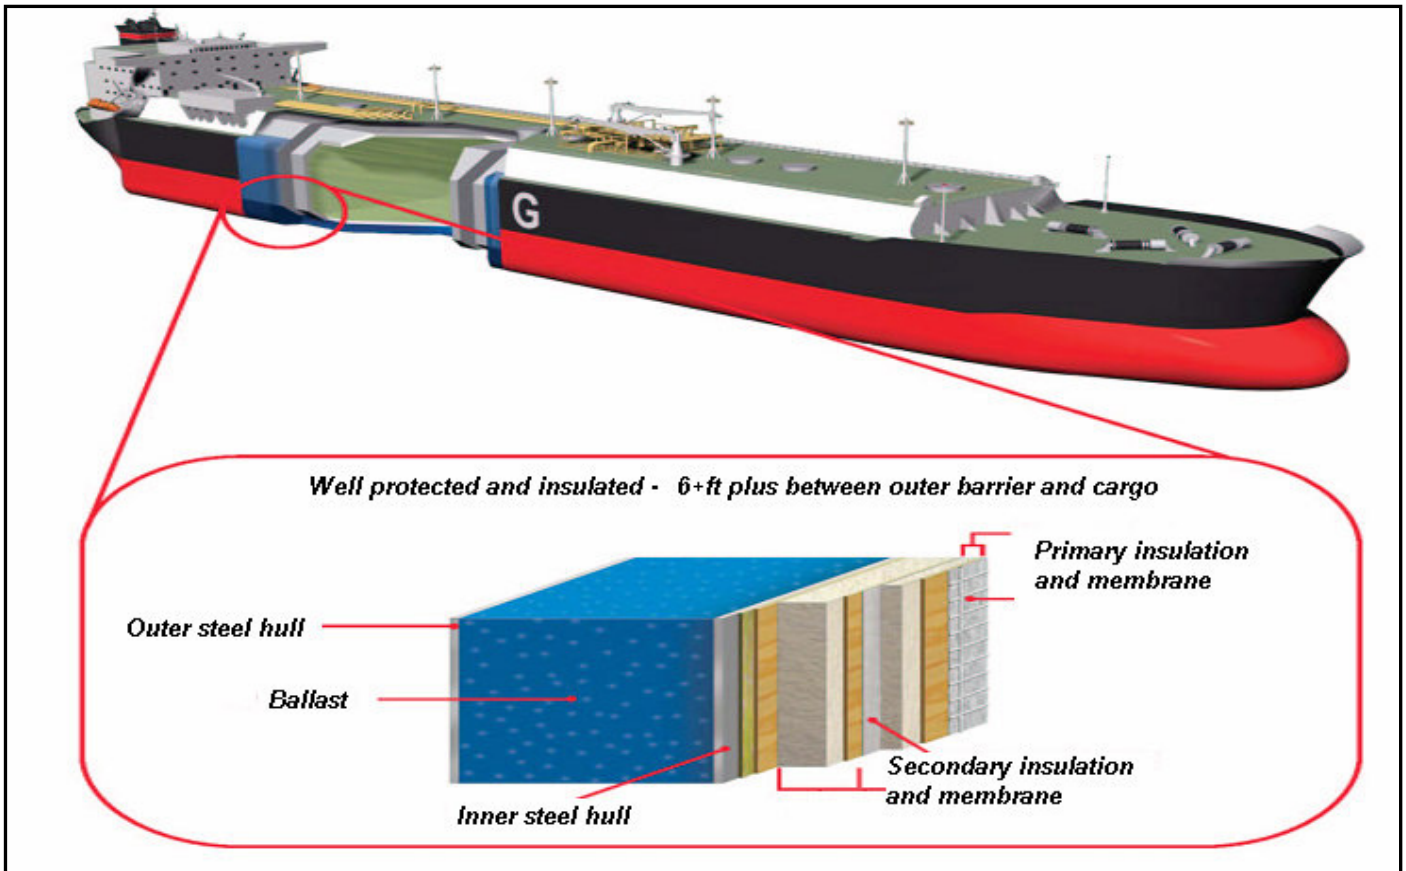 G
Well protected and insulated - 6+ft plus between outer barrier and cargo
Primary insulation
and membrane
Outer steel hull
Ballast
Secondary insulation
and membrane
Inner steel hull